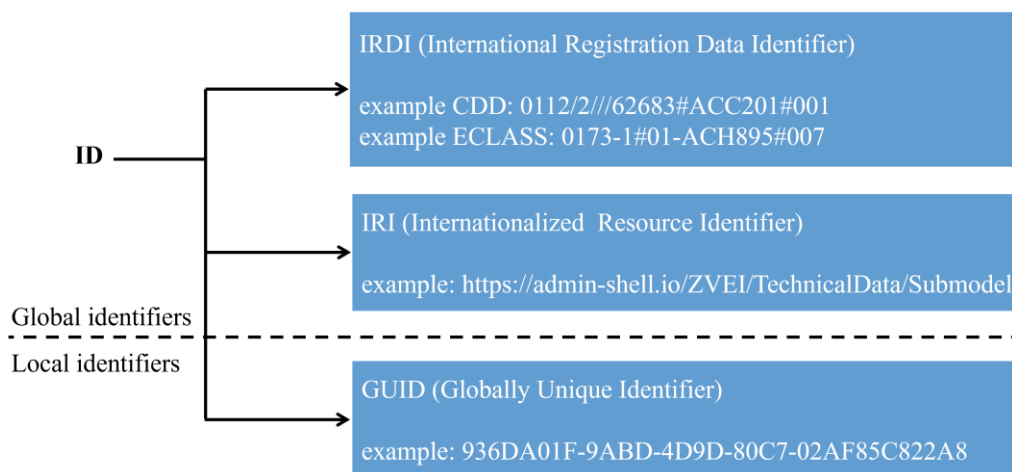 IRDI (International Registration Data Identifier)
example CDD: 0112/2///62683#ACC201#001
example ECLASS: 0173-1#01-ACH895#007
ID
IRI (Internationalized Resource Identifier)
example: https://admin-shell.io/ZVEI/TechnicalData/Submodel
Global identifiers
Local identifiers
GUID (Globally Unique Identifier)
example: 936DA01F-9ABD-4D9D-80C7-02AF85C822A8